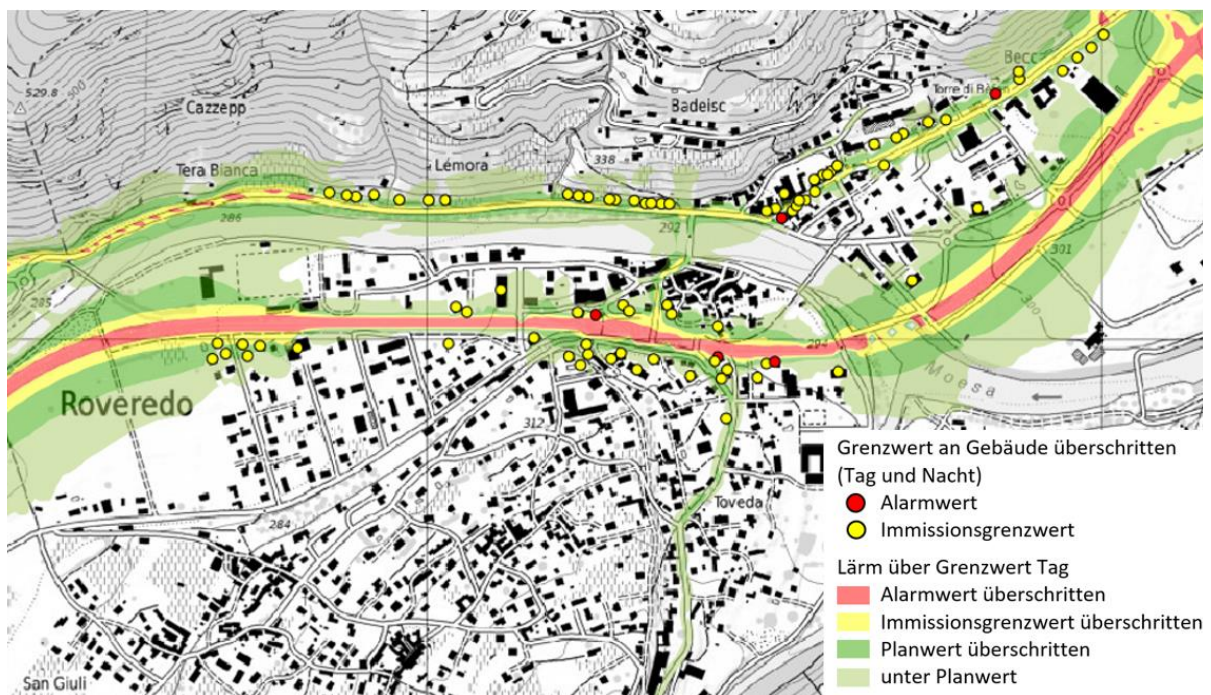 529.8
Cazzepp
Badeisc
Torre di
Tera Bianca
Lémora
338
286
292
301
285
294
Roveredo
Moesa
312
284
Toveda
San Giuli
Grenzwert an Gebäude überschritten
(Tag und Nacht)
Alarmwert
Immissionsgrenzwert
Lärm über Grenzwert Tag
Alarmwert überschritten
Immissionsgrenzwert überschritten
Planwert überschritten
unter Planwert